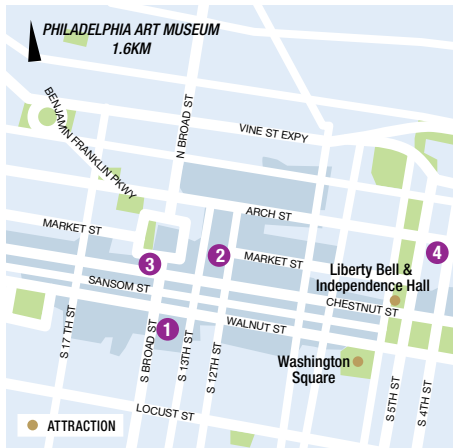 PHILADELPHIA ART MUSEUM
1.6KM
BENJAMIN FRANKLIN PKWY
N BROAD ST
VINE ST EXPY
ARCH ST
MARKET ST
2
MARKET ST
4
3
Liberty Bell &
Independence Hall
SANSOM ST
CHESTNUT ST
1
WALNUT ST
S 17 TH ST
S BROAD ST
S 13TH ST
S 12TH ST
Washington
Square
S 5TH ST
S 4TH ST
LOCUST ST
ATTRACTION